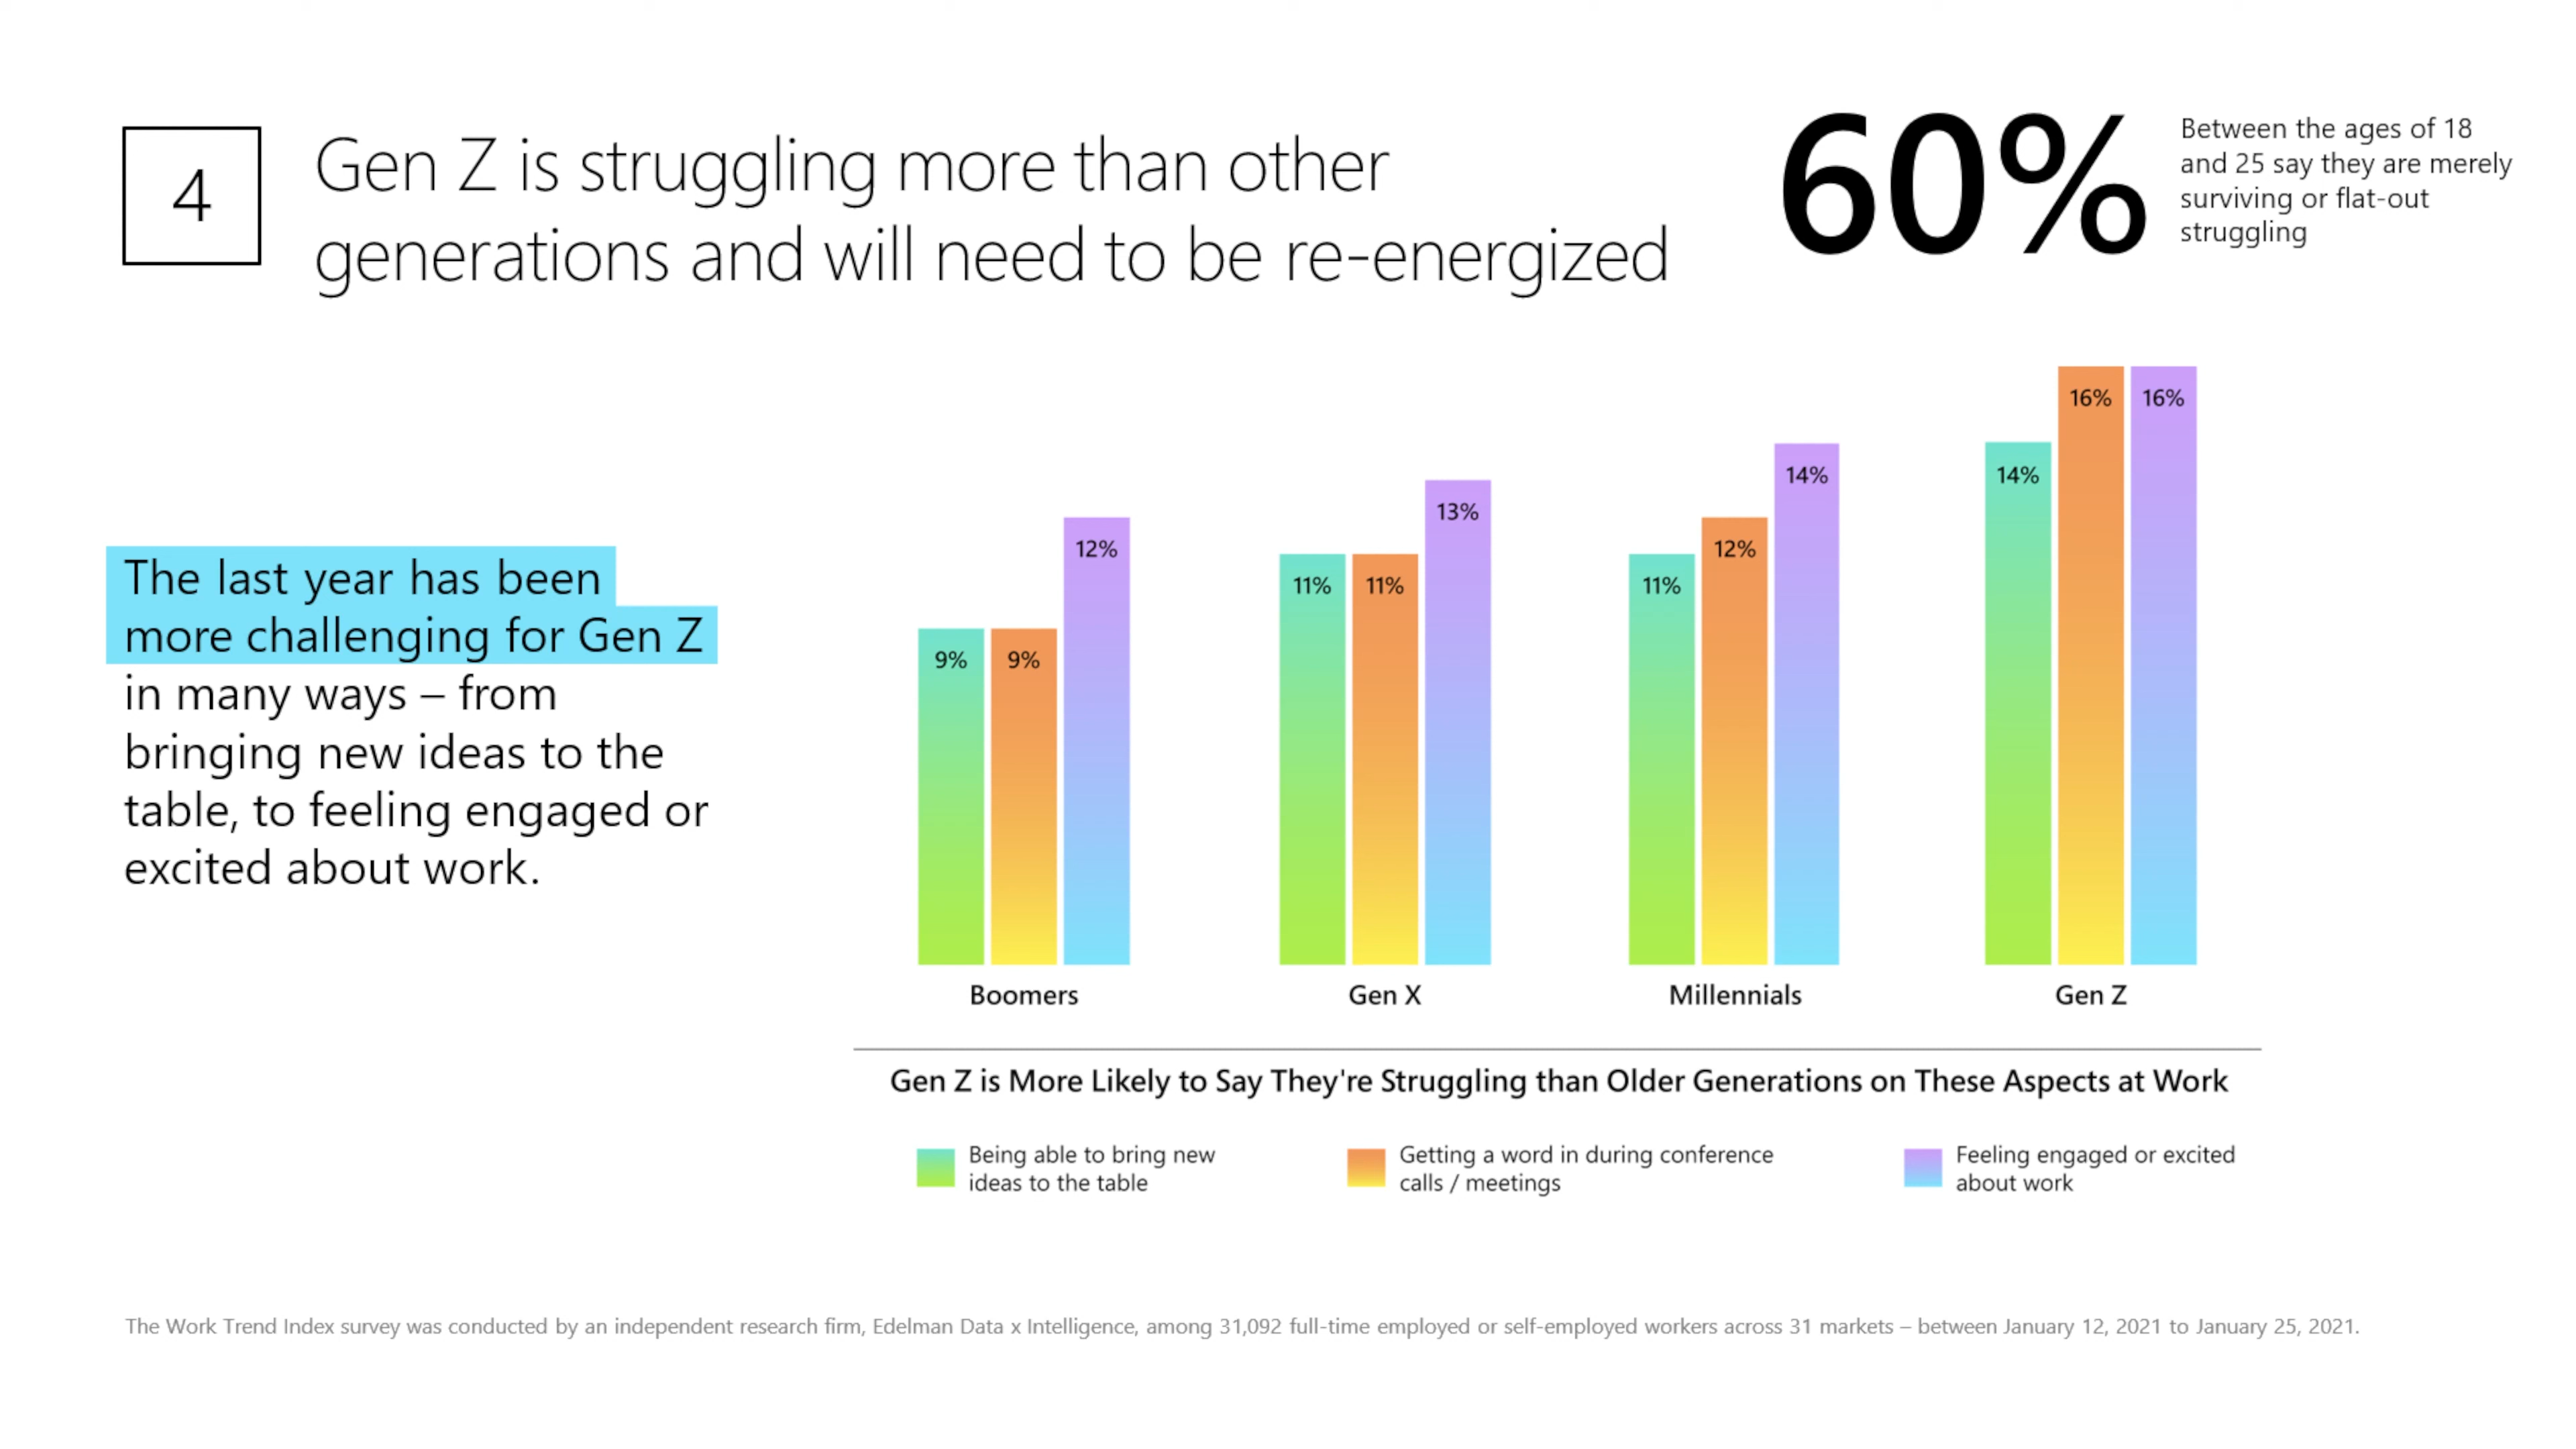 4
Gen Z is struggling more than other
generations and will need to be re-energized
60%
Between the ages of 18
and 25 say they are merely
surviving or flat-out
struggling
The last year has been
more challenging for Gen Z
in many ways – from
bringing new ideas to the
table, to feeling engaged or
excited about work.
9%
9%
12%
11%
11%
13%
11%
12%
14%
14%
16%
16%
Boomers
Gen X
Millennials
Gen Z
Gen Z is More Likely to Say They're Struggling than Older Generations on These Aspects at Work
Being able to bring new
ideas to the table
Getting a word in during conference
calls / meetings
Feeling engaged or excited
about work
The Work Trend Index survey was conducted by an independent research firm, Edelman Data x Intelligence, among 31,092 full-time employed or self-employed workers across 31 markets – between January 12, 2021 to January 25, 2021.